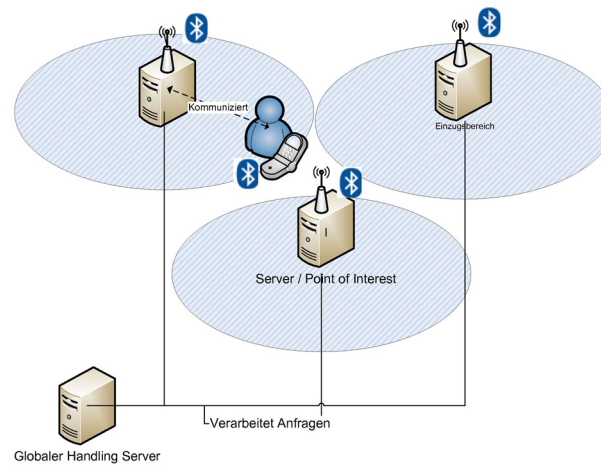 Kommuniziert
Einzugsbereich
Server / Point of Interest
Verarbeitet Anfragen
Globaler Handling Server